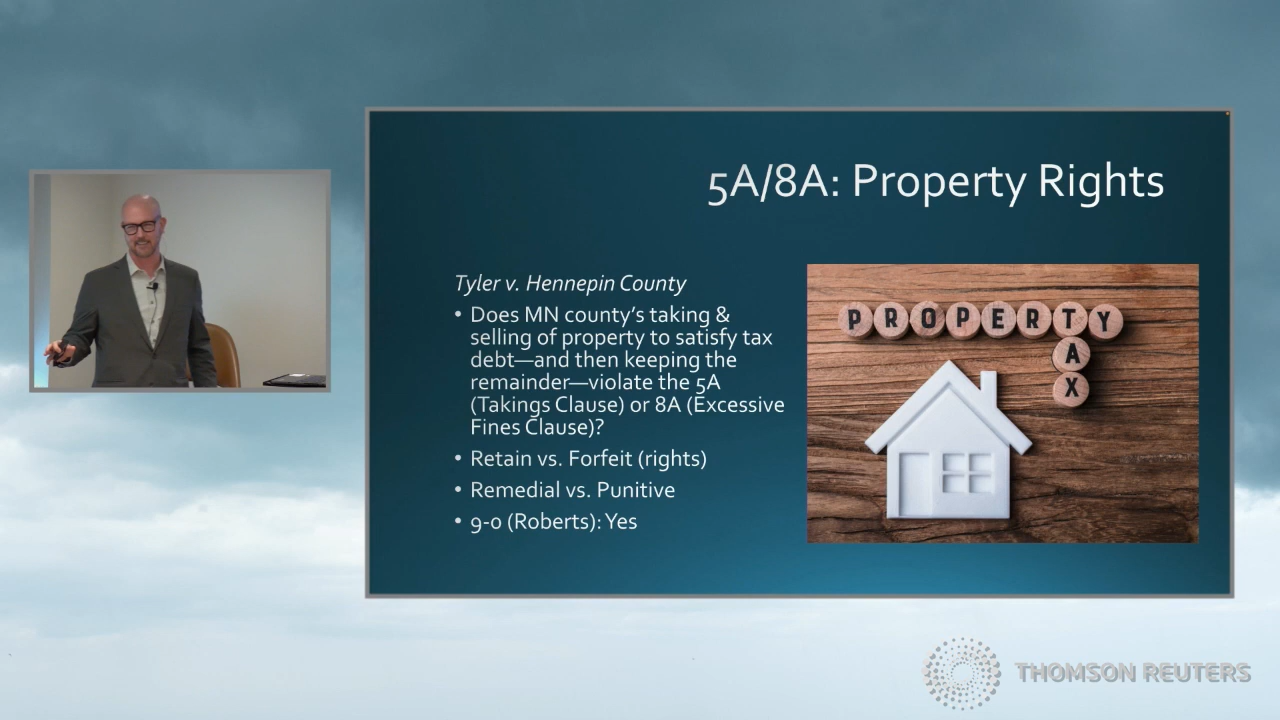 5A/8A: Property Rights
Tyler v. Hennepin County
• Does MN county’s taking &
selling of property to satisfy tax
debt—and then keeping the
remainder—violate the 5A
(Takings Clause) or 8A (Excessive
Fines Clause)?
• Retain vs. Forfeit (rights)
• Remedial vs. Punitive
• 9-0 (Roberts): Yes
PROPERTY
TAX
THOMSON REUTERS